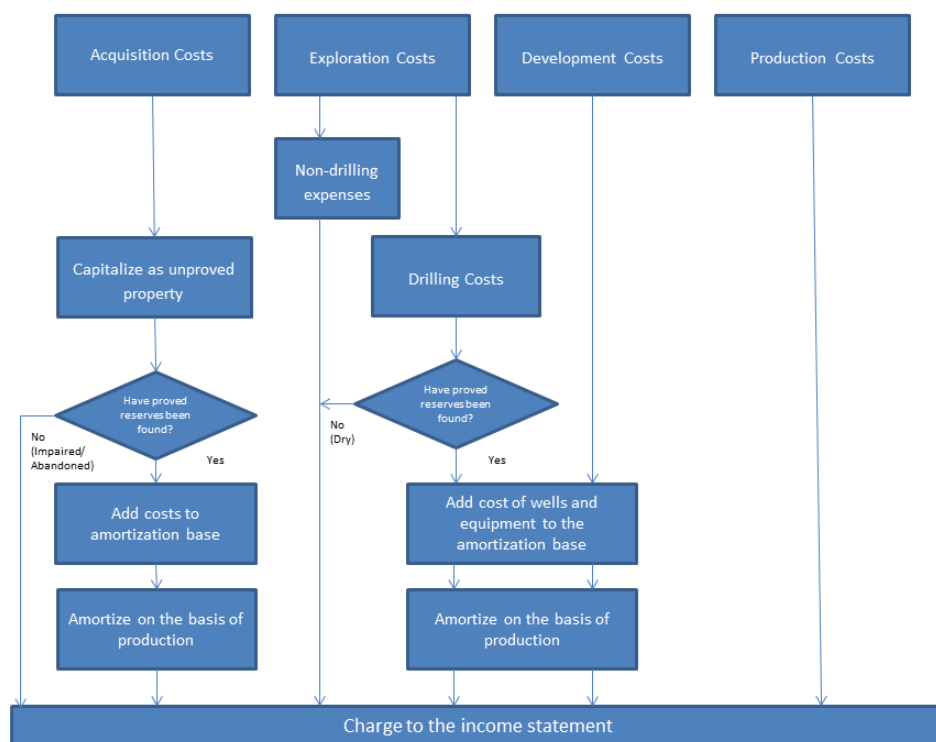 Acquisition Costs
Exploration Costs
Development Costs
Production Costs
Non-drilling
expenses
Capitalize as unproved
property
Drilling Costs
Have proved
reserves been
found?
Have proved
reserves been
found?
No
(Impaired/
Abandoned)
Yes
No
(Dry)
Yes
Add costs to
amortization base
Add cost of wells and
equipment to the
amortization base
Amortize on the basis of
production
Amortize on the basis of
production
Charge to the income statement